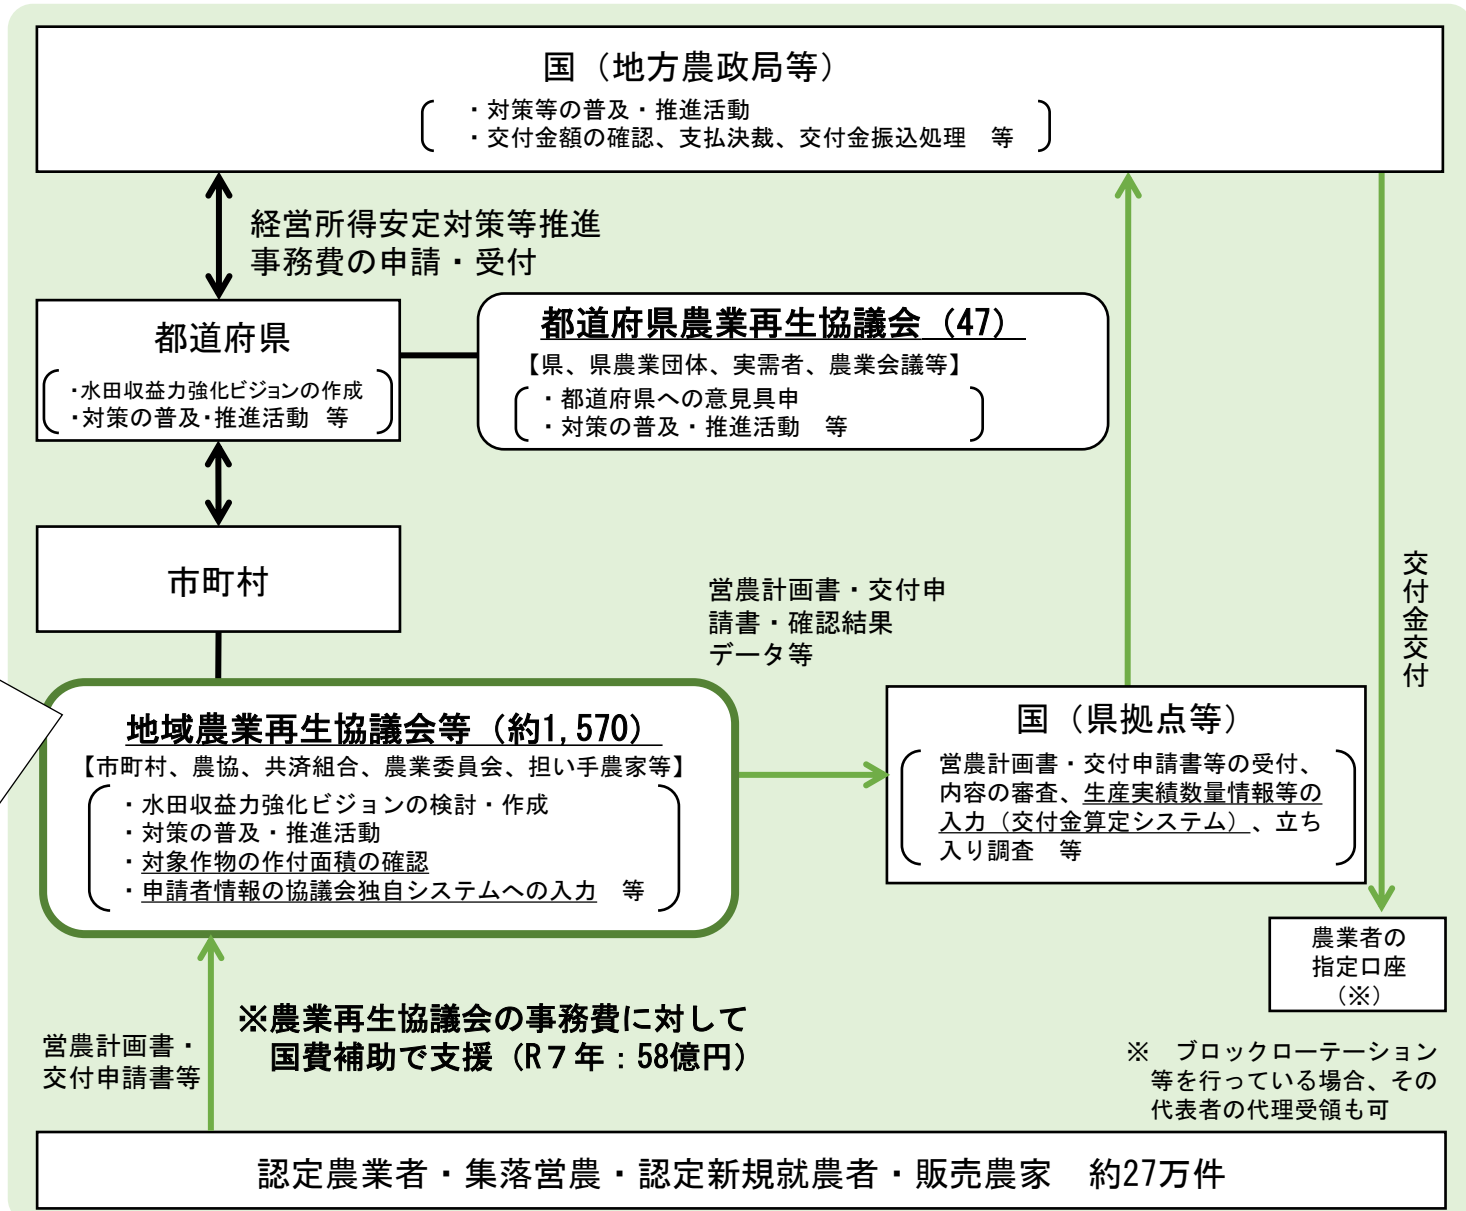 国（地方農政局等）
・対策等の普及・推進活動
・交付金額の確認、支払決裁、交付金振込処理　等
経営所得安定対策等推進
事務費の申請・受付
都道府県
・水田収益力強化ビジョンの作成
・対策の普及・推進活動　等
都道府県農業再生協議会（47）
【県、県農業団体、実需者、農業会議等】
・都道府県への意見具申
・対策の普及・推進活動　等
市町村
営農計画書・交付申
請書・確認結果
データ等
交付金交付
地域農業再生協議会等（約1,570）
【市町村、農協、共済組合、農業委員会、担い手農家等】
・水田収益力強化ビジョンの検討・作成
・対策の普及・推進活動
・対象作物の作付面積の確認
・申請者情報の協議会独自システムへの入力　等
国（県拠点等）
営農計画書・交付申請書等の受付、
内容の審査、生産実績数量情報等の
入力（交付金算定システム）、立ち
入り調査　等
農業者の
指定口座
（※）
営農計画書・
交付申請書等
※農業再生協議会の事務費に対して
国費補助で支援（R７年：58億円）
※　ブロックローテーション
等を行っている場合、その
代表者の代理受領も可
認定農業者・集落営農・認定新規就農者・販売農家　約27万件